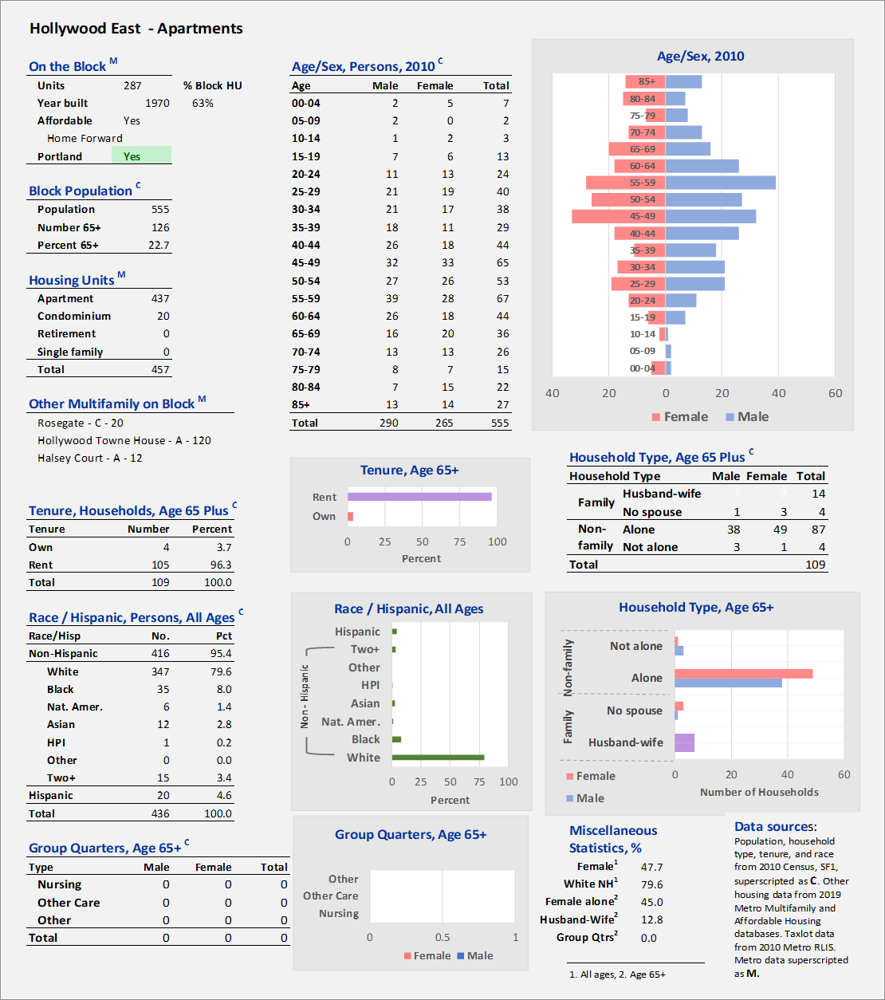 Hollywood East - Apartments
On the Block M
Units 287 % Block HU
Year built 1970 63%
Affordable Yes
Home Forward
Portland Yes
Block Population C
Population 555
Number 65+ 126
Percent 65+ 22.7
Housing Units M
Apartment 437
Condominium 20
Retirement 0
Single family 0
Total 457
Other Multifamily on Block M
Rosegate - C - 20
Hollywood Towne House - A - 120
Halsey Court - A - 12
Age/Sex, Persons, 2010 C
Age Male Female Total
00-04 2 5 7
05-09 2 0 2
10-14 1 2 3
15-19 7 6 13
20-24 11 13 24
25-29 21 19 40
30-34 21 17 38
35-39 18 11 29
40-44 26 18 44
45-49 32 33 65
50-54 27 26 53
55-59 39 28 67
60-64 26 18 44
65-69 16 20 36
70-74 13 13 26
75-79 8 7 15
80-84 7 15 22
85+ 13 14 27
Total 290 265 555
Age/Sex, 2010
85+
80-84
75-79
70-74
65-69
60-64
55-59
50-54
45-49
40-44
35-39
30-34
25-29
20-24
15-19
10-14
05-09
00-04
40 20 0 20 40 60
Female Male
Tenure, Households, Age 65 Plus C
Tenure Number Percent
Own 4 3.7
Rent 105 96.3
Total 109 100.0
Tenure, Age 65+
Rent
Own
0 25 50 75 100
Percent
Household Type, Age 65 Plus C
Household Type Male Female Total
Family
Husband-wife 7 7 14
No spouse 1 3 4
Non-
family
Alone 38 49 87
Not alone 3 1 4
Total 109
Race / Hispanic, Persons, All Ages C
Race/Hisp No. Pct
Non-Hispanic 416 95.4
White 347 79.6
Black 35 8.0
Nat. Amer. 6 1.4
Asian 12 2.8
HPI 1 0.2
Other 0 0.0
Two+ 15 3.4
Hispanic 20 4.6
Total 436 100.0
Race / Hispanic, All Ages
Non - Hispanic
Hispanic
Two+
Other
HPI
Asian
Nat. Amer.
Black
White
0 25 50 75 100
Percent
Household Type, Age 65+
Non-family
Not alone
Alone
Family
No spouse
Husband-wife
0 20 40 60
Number of Households
Female
Male
Group Quarters, Age 65+ C
Type Male Female Total
Nursing 0 0 0
Other Care 0 0 0
Other 0 0 0
Total 0 0 0
Group Quarters, Age 65+
Other
Other Care
Nursing
0 0.5 1
Female Male
Miscellaneous
Statistics, %
Female1 47.7
White NH1 79.6
Female alone2 45.0
Husband-Wife2 12.8
Group Qtrs2 0.0
1. All ages, 2. Age 65+
Data sources:
Population, household
type, tenure, and race
from 2010 Census, SF1,
superscripted as C. Other
housing data from 2019
Metro Multifamily and
Affordable Housing
databases. Taxlot data
from 2010 Metro RLIS.
Metro data superscripted
as M.